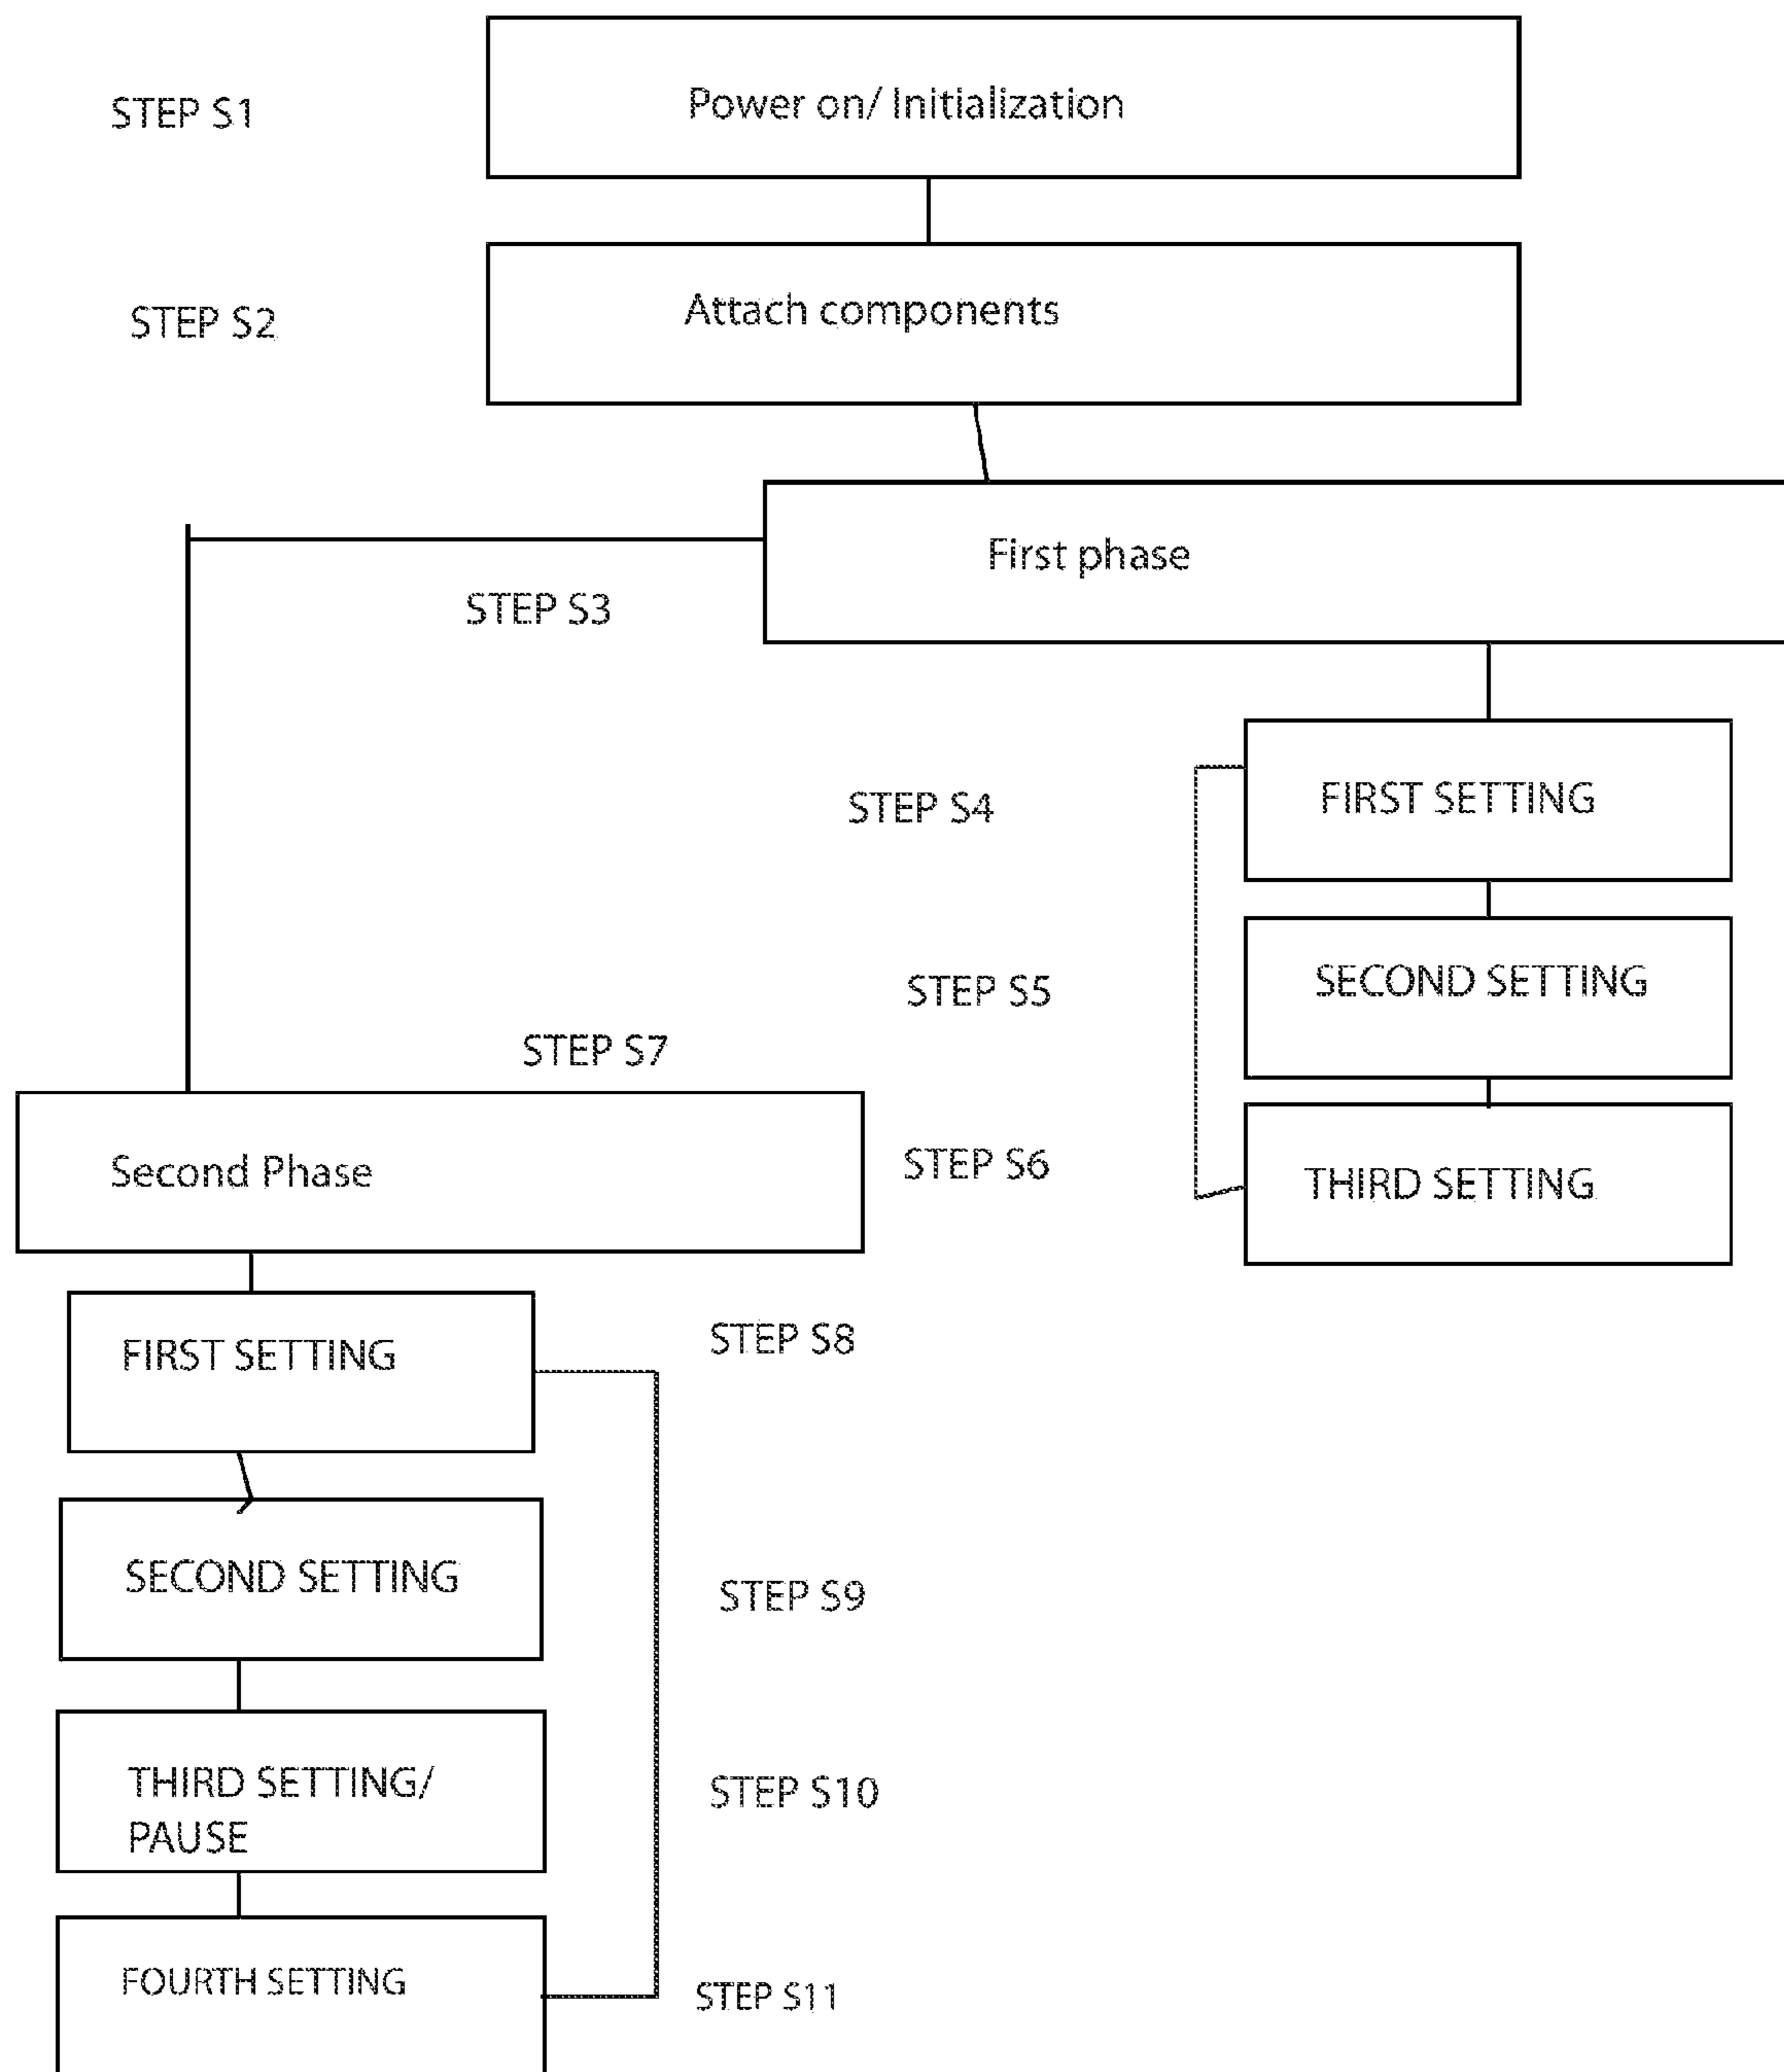 STEP S1
Power on/ Initialization
STEP S2
Attach components
First phase
STEP S3
STEP S4
FIRST SETTING
STEP S5
SECOND SETTING
STEP S7
Second Phase
STEP S6
THIRD SETTING
FIRST SETTING
STEP S8
SECOND SETTING
STEP S9
THIRD SETTING/
PAUSE
STEP S10
FOURTH SETTING
STEP S11